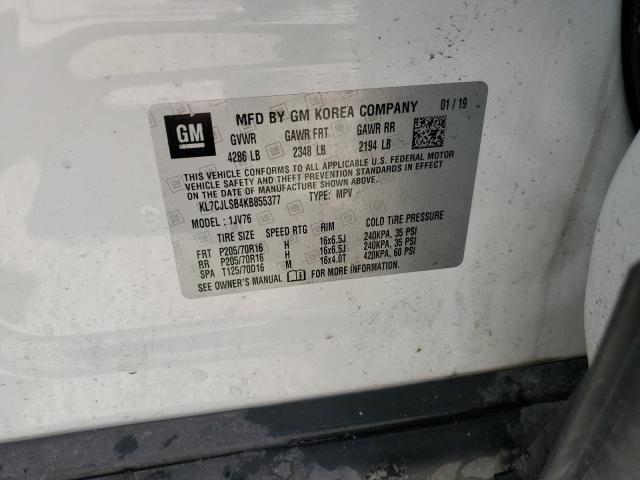 MFD BY GM KOREA COMPANY 01 / 19
GM
GVWR GAWR FRT GAWR RR
4286 LB 2348 LB 2194 LB
THIS VEHICLE CONFORMS TO ALL APPLICABLE U.S. FEDERAL MOTOR
VEHICLE SAFETY AND THEFT PREVENTION STANDARDS IN EFFECT
ON THE DATE OF MANUFACTURE SHOWN ABOVE.
KL7CJLSB4KB855377 TYPE: MPV
MODEL : 1JV76
TIRE SIZE SPEED RTG RIM COLD TIRE PRESSURE
FRT P205/70R16 H 16x6.5J 240KPA, 35 PSI
RR P205/70R16 H 16x6.5J 240KPA, 35 PSI
SPA T125/70D16 M 16x4.0T 420KPA, 60 PSI
SEE OWNER'S MANUAL FOR MORE INFORMATION.